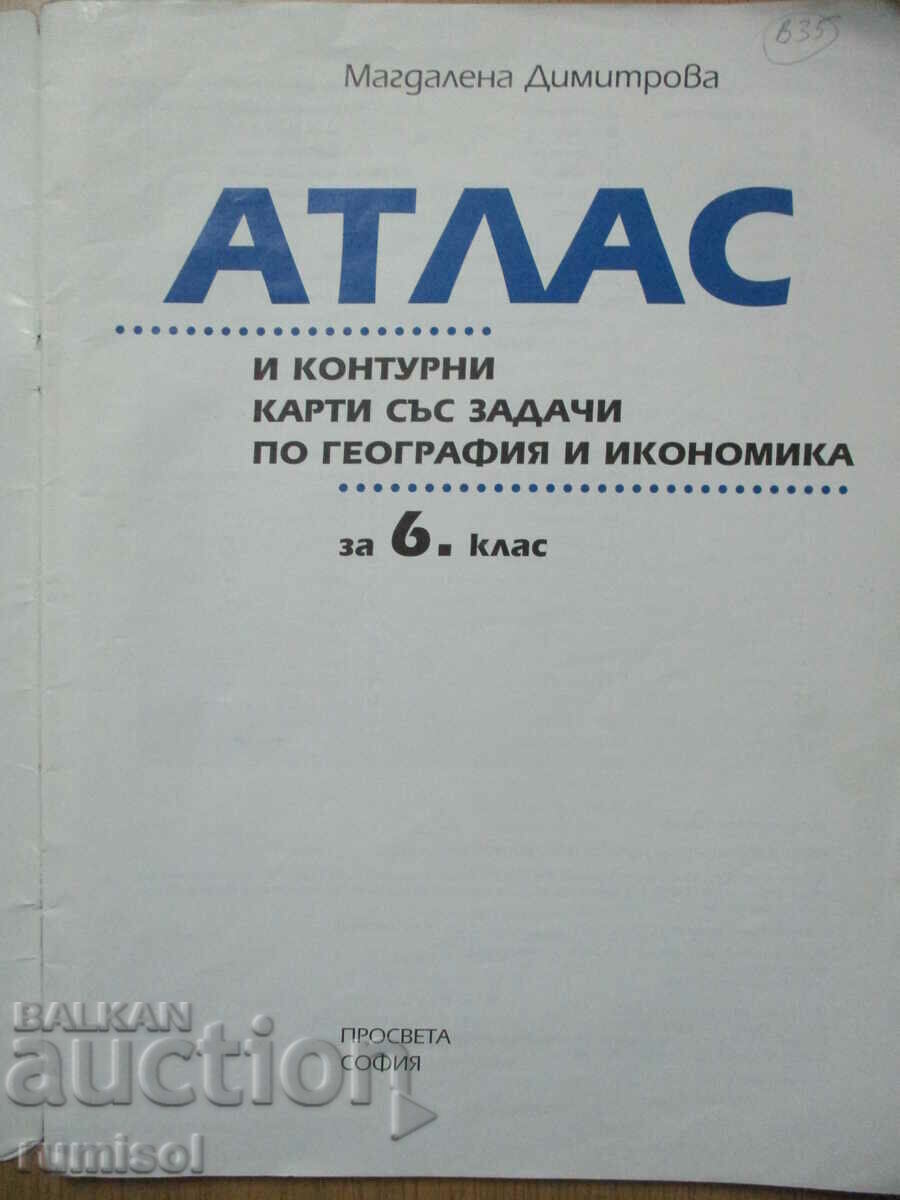 в35
Магдалена Димитрова
АТЛАС
И КОНТУРНИ
КАРТИ СЪС ЗАДАЧИ
ПО ГЕОГРАФИЯ И ИКОНОМИКА
за 6. клас
ПРОСВЕТА
СОФИЯ
BALKAN
auction
rumisol